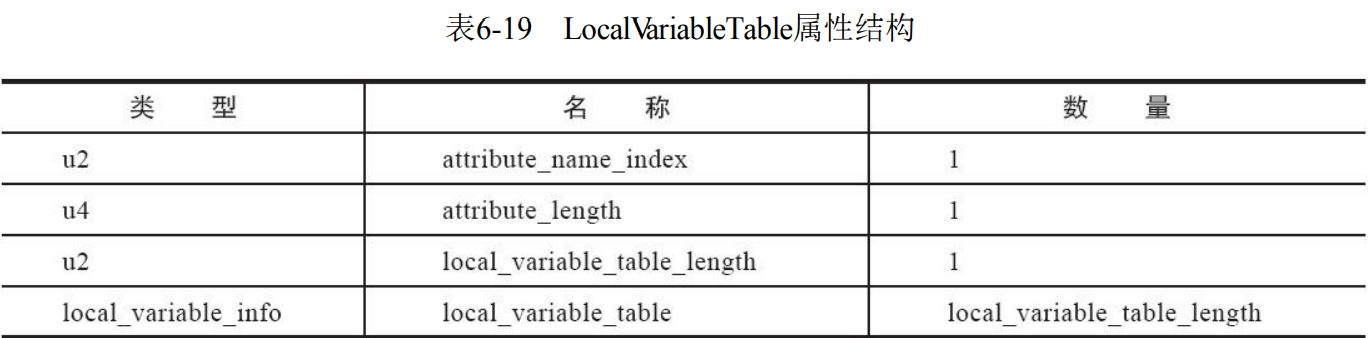 表6-19 LocalVariableTable属性结构
类 型 名 称 数 量
u2 attribute_name_index 1
u4 attribute_length 1
u2 local_variable_table_length 1
local_variable_info local_variable_table local_variable_table_length